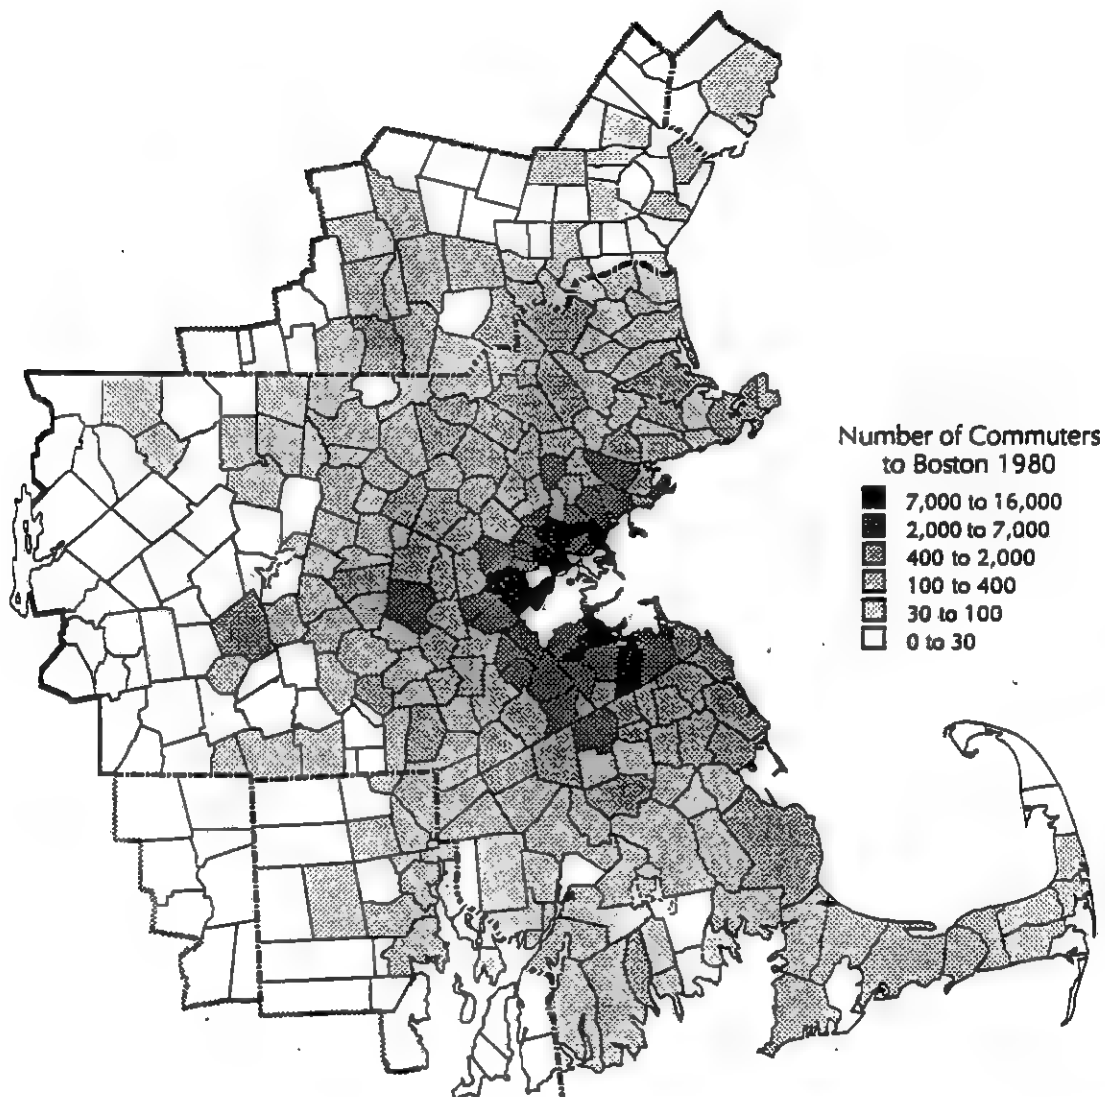 Number of Commuters
to Boston 1980
7,000 to 16,000
2,000 to 7,000
400 to 2,000
100 to 400
30 to 100
0 to 30